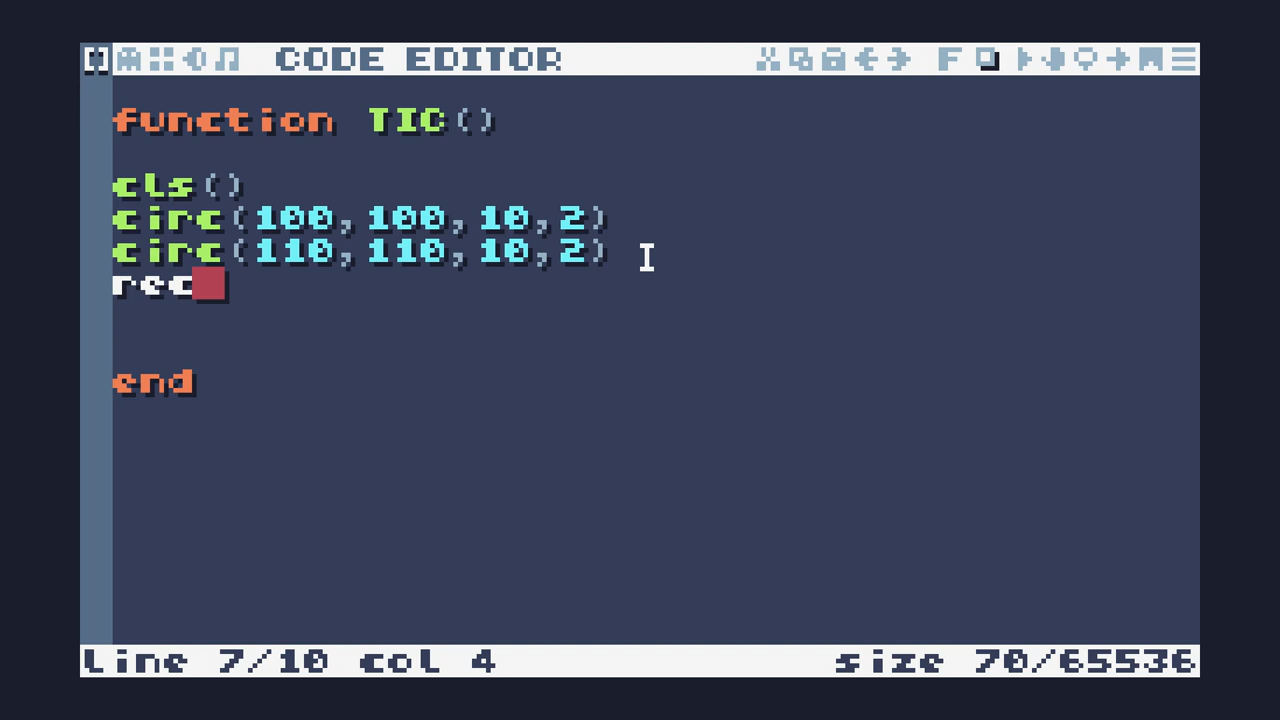 CODE EDITOR
function TIC()
cls()
circ(100,100,10,2)
circ(110,110,10,2)
rec
end
line 7/10 col 4
size 70/65536